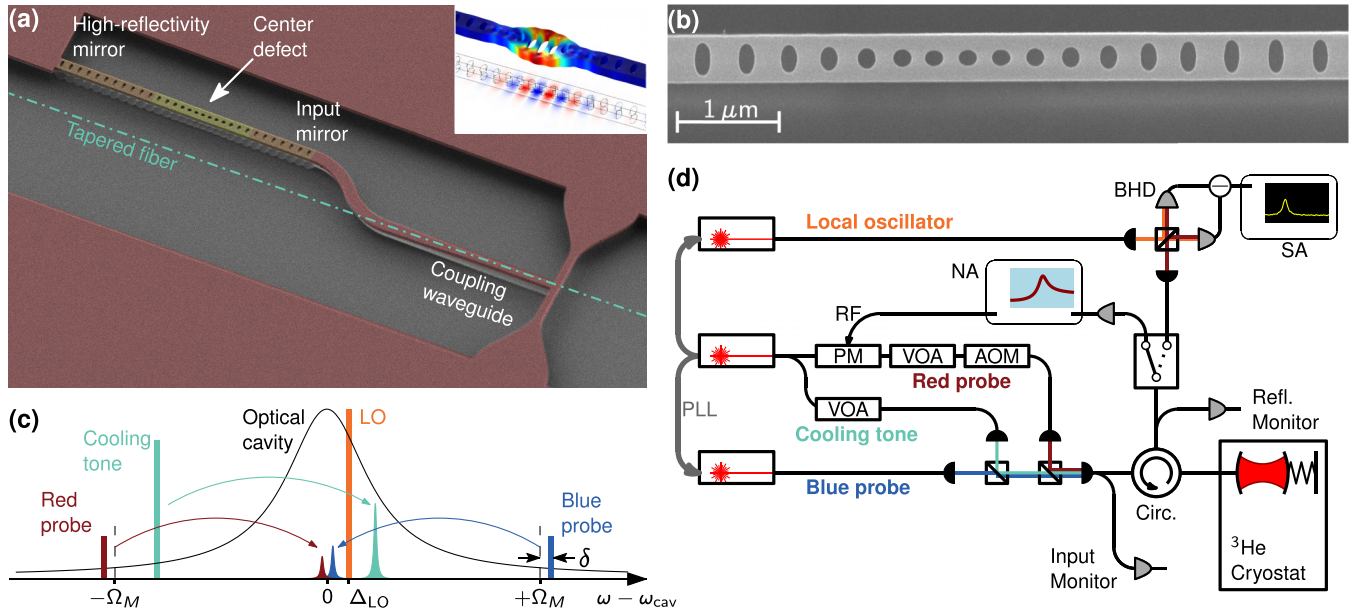 (a)
High-reflectivity
mirror
Center
defect
Input
mirror
Tapered fiber
Coupling
waveguide
(b)
1 μm
(c)
Optical
cavity
LO
Cooling
tone
Red
probe
Blue
probe
δ
−Ω_M
0
Δ_LO
+Ω_M
ω − ω_cav
(d)
BHD
−
SA
Local oscillator
NA
RF
PM
VOA
AOM
Red probe
VOA
Cooling tone
PLL
Blue probe
Refl.
Monitor
Circ.
Input
Monitor
³He
Cryostat